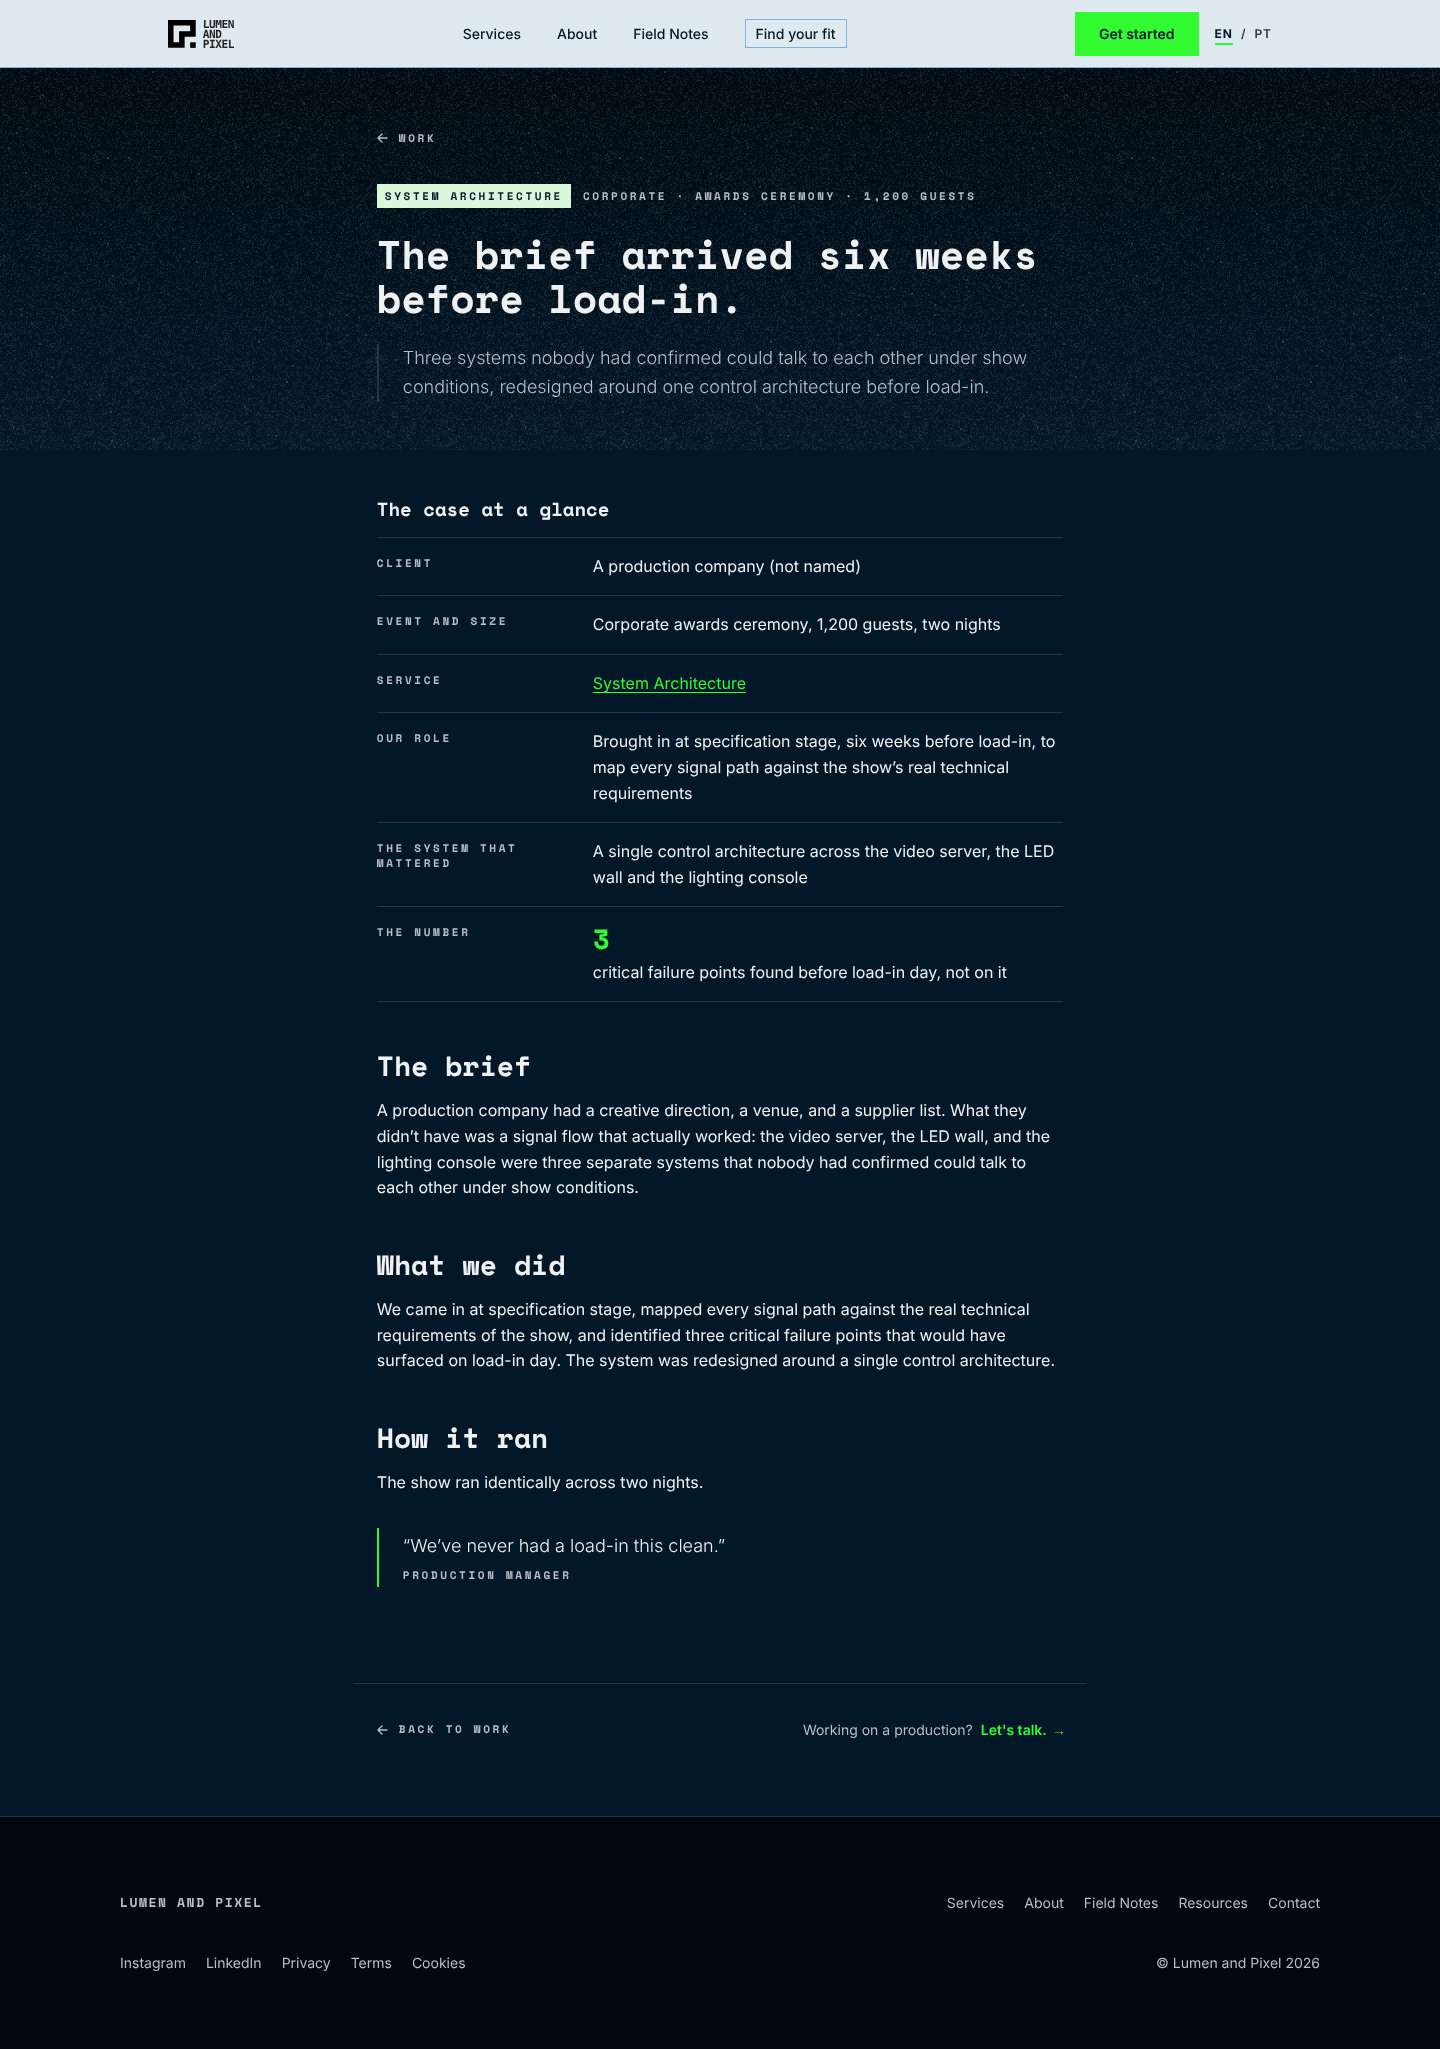 LUMEN
AND
PIXEL
Services
About
Field Notes
Find your fit
Get started
EN / PT
← WORK
SYSTEM ARCHITECTURE
CORPORATE · AWARDS CEREMONY · 1,200 GUESTS
The brief arrived six weeks
before load-in.
Three systems nobody had confirmed could talk to each other under show
conditions, redesigned around one control architecture before load-in.
The case at a glance
CLIENT
A production company (not named)
EVENT AND SIZE
Corporate awards ceremony, 1,200 guests, two nights
SERVICE
System Architecture
OUR ROLE
Brought in at specification stage, six weeks before load-in, to
map every signal path against the show’s real technical
requirements
THE SYSTEM THAT
MATTERED
A single control architecture across the video server, the LED
wall and the lighting console
THE NUMBER
3
critical failure points found before load-in day, not on it
The brief
A production company had a creative direction, a venue, and a supplier list. What they
didn’t have was a signal flow that actually worked: the video server, the LED wall, and the
lighting console were three separate systems that nobody had confirmed could talk to
each other under show conditions.
What we did
We came in at specification stage, mapped every signal path against the real technical
requirements of the show, and identified three critical failure points that would have
surfaced on load-in day. The system was redesigned around a single control architecture.
How it ran
The show ran identically across two nights.
“We’ve never had a load-in this clean.”
PRODUCTION MANAGER
← BACK TO WORK
Working on a production? Let's talk. →
LUMEN AND PIXEL
Services
About
Field Notes
Resources
Contact
Instagram
LinkedIn
Privacy
Terms
Cookies
© Lumen and Pixel 2026